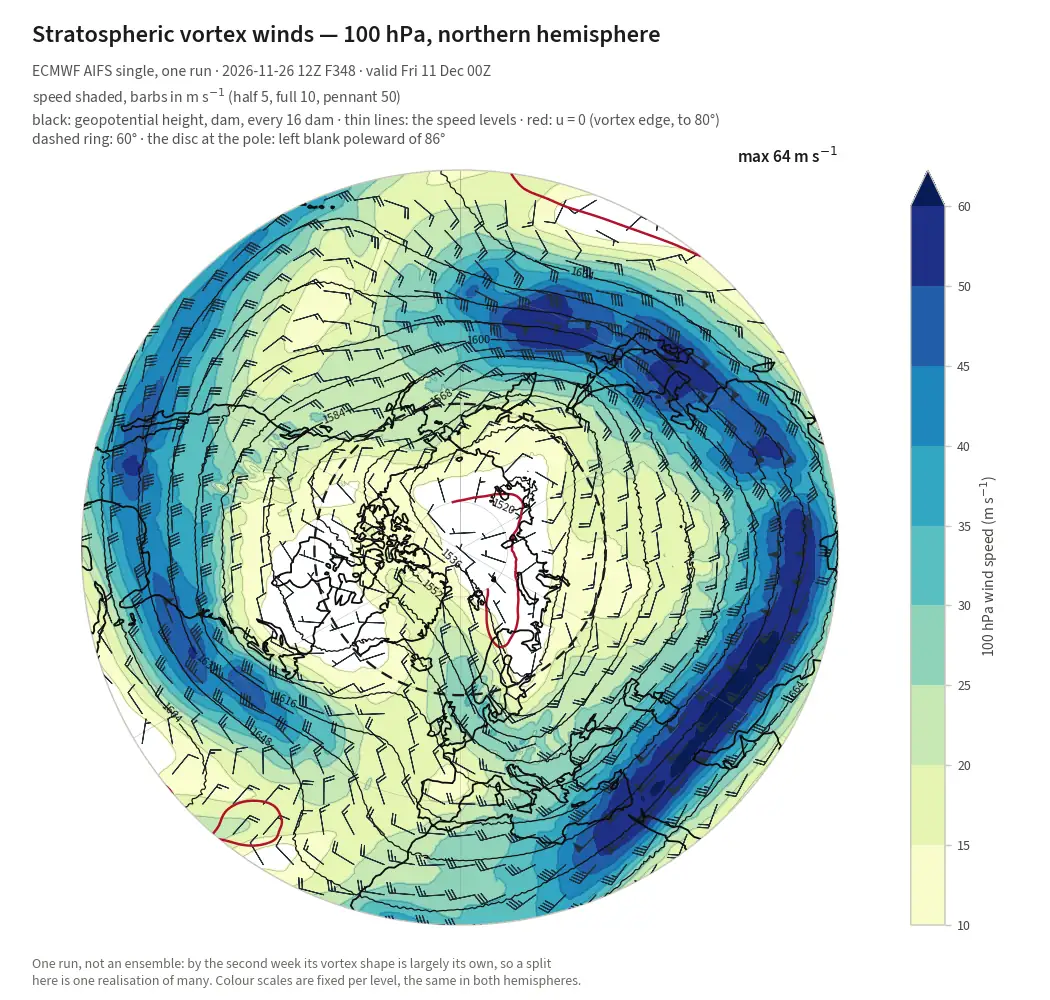 Stratospheric vortex winds — 100 hPa, northern hemisphere
ECMWF AIFS single, one run · 2026-11-26 12Z F348 · valid Fri 11 Dec 00Z
speed shaded, barbs in m s⁻¹ (half 5, full 10, pennant 50)
black: geopotential height, dam, every 16 dam · thin lines: the speed levels · red: u = 0 (vortex edge, to 80°)
dashed ring: 60° · the disc at the pole: left blank poleward of 86°
max 64 m s⁻¹
60
50
45
40
35
30
25
20
15
10
100 hPa wind speed (m s⁻¹)
1600
1568
1584
1520
1536
1616
1648
One run, not an ensemble: by the second week its vortex shape is largely its own, so a split
here is one realisation of many. Colour scales are fixed per level, the same in both hemispheres.